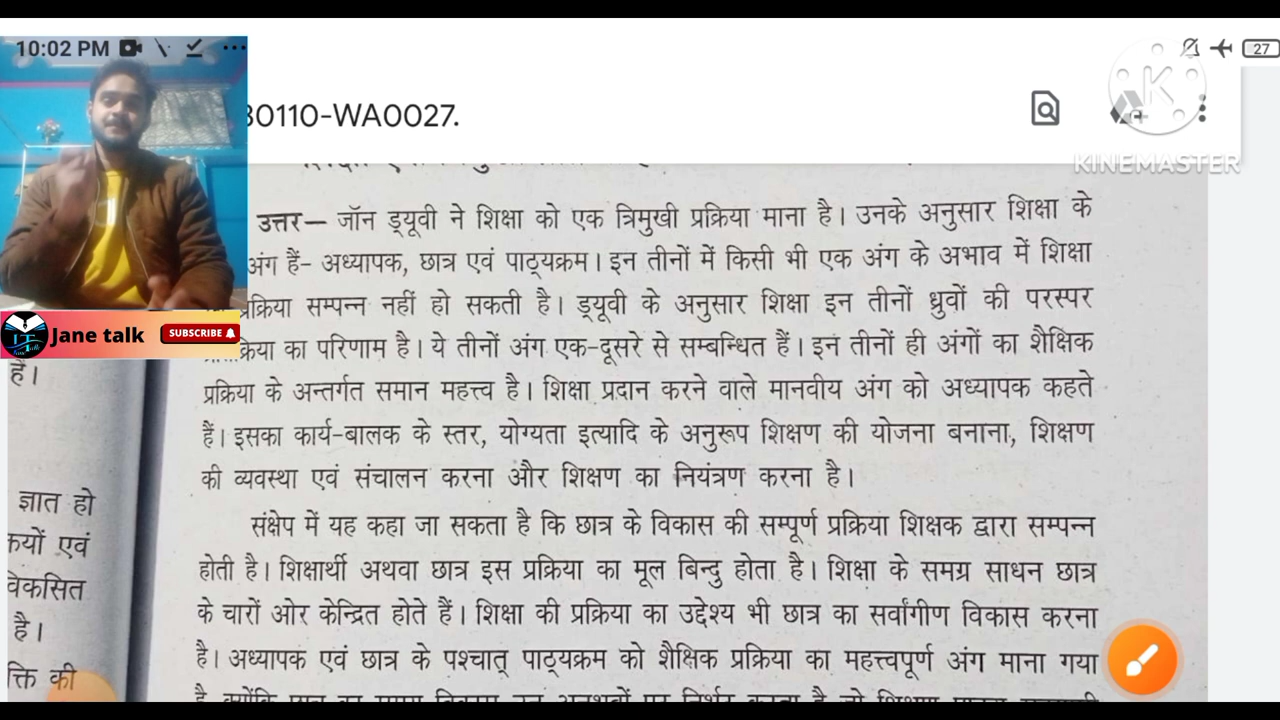 10:02 PM
27
30110-WA0027.
KINEMASTER
उत्तर– जॉन ड्यूवी ने शिक्षा को एक त्रिमुखी प्रक्रिया माना है। उनके अनुसार शिक्षा के
अंग हैं- अध्यापक, छात्र एवं पाठ्यक्रम। इन तीनों में किसी भी एक अंग के अभाव में शिक्षा
प्रक्रिया सम्पन्न नहीं हो सकती है। ड्यूवी के अनुसार शिक्षा इन तीनों ध्रुवों की परस्पर
Jane talk
SUBSCRIBE
क्रिया का परिणाम है। ये तीनों अंग एक-दूसरे से सम्बन्धित हैं। इन तीनों ही अंगों का शैक्षिक
प्रक्रिया के अन्तर्गत समान महत्त्व है। शिक्षा प्रदान करने वाले मानवीय अंग को अध्यापक कहते
हैं। इसका कार्य-बालक के स्तर, योग्यता इत्यादि के अनुरूप शिक्षण की योजना बनाना, शिक्षण
की व्यवस्था एवं संचालन करना और शिक्षण का नियंत्रण करना है।
संक्षेप में यह कहा जा सकता है कि छात्र के विकास की सम्पूर्ण प्रक्रिया शिक्षक द्वारा सम्पन्न
होती है। शिक्षार्थी अथवा छात्र इस प्रक्रिया का मूल बिन्दु होता है। शिक्षा के समग्र साधन छात्र
के चारों ओर केन्द्रित होते हैं। शिक्षा की प्रक्रिया का उद्देश्य भी छात्र का सर्वांगीण विकास करना
है। अध्यापक एवं छात्र के पश्चात् पाठ्यक्रम को शैक्षिक प्रक्रिया का महत्त्वपूर्ण अंग माना गया
हैं।
ज्ञात हो
कयों एवं
विकसित
है।
क्ति की